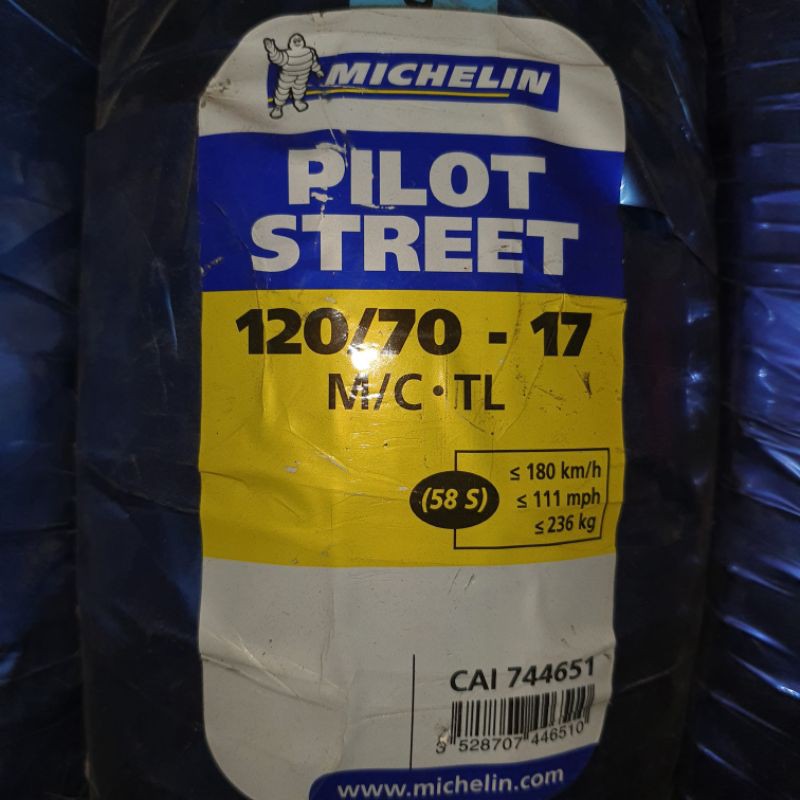 MICHELIN
PILOT
STREET
120/70 - 17
M/C • TL
(58 S)
≤ 180 km/h
≤ 111 mph
≤ 236 kg
CAI 744651
3 528707 446510
www.michelin.com